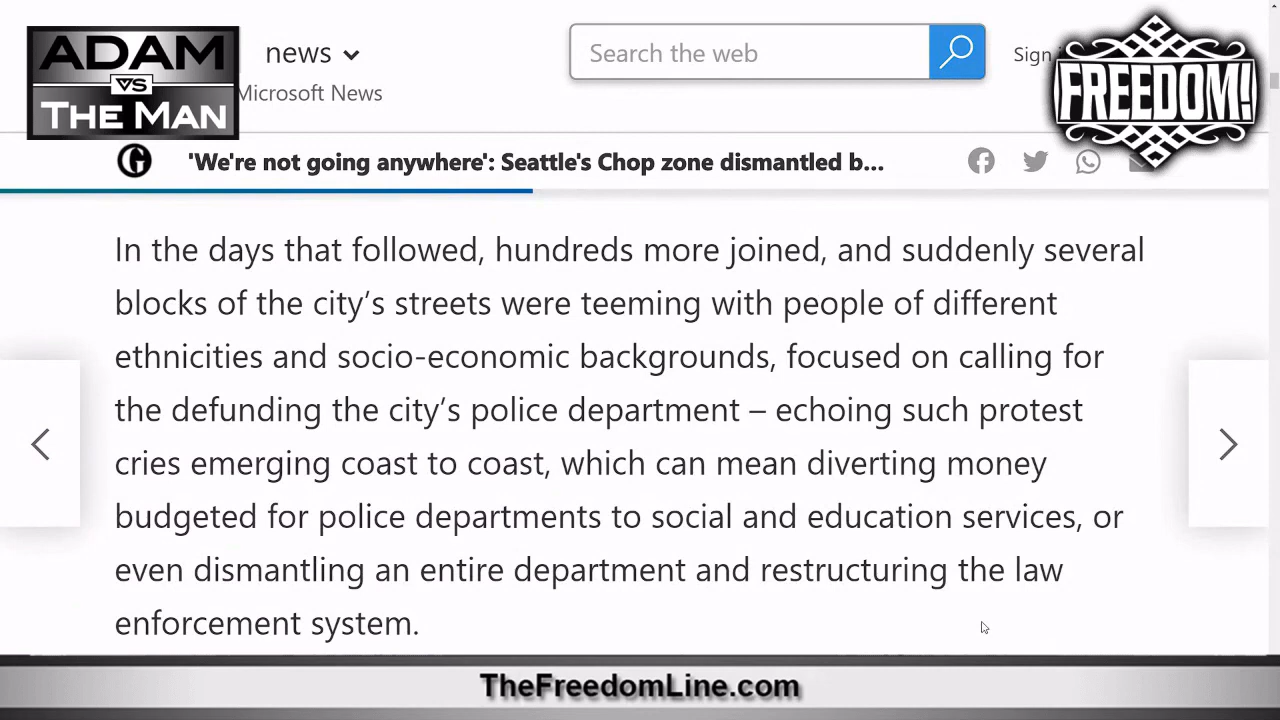 ADAM
VS
THE MAN
news
Microsoft News
Search the web
Sign
FREEDOM!
'We're not going anywhere': Seattle's Chop zone dismantled b...
In the days that followed, hundreds more joined, and suddenly several
blocks of the city’s streets were teeming with people of different
ethnicities and socio-economic backgrounds, focused on calling for
the defunding the city’s police department – echoing such protest
cries emerging coast to coast, which can mean diverting money
budgeted for police departments to social and education services, or
even dismantling an entire department and restructuring the law
enforcement system.
TheFreedomLine.com